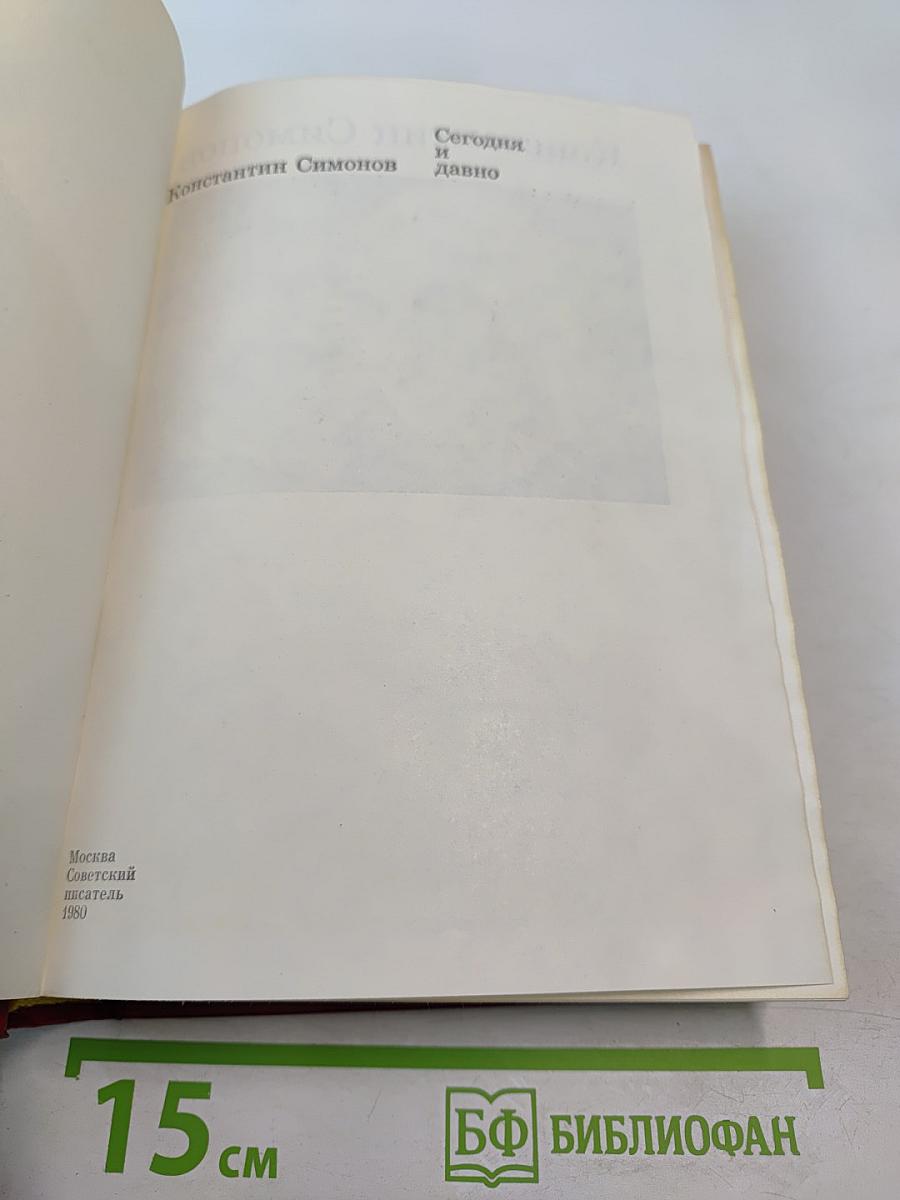 Константин Симонов
Сегодня
и
давно
Москва
Советский
писатель
1980
15 см
БФ БИБЛИОФАН